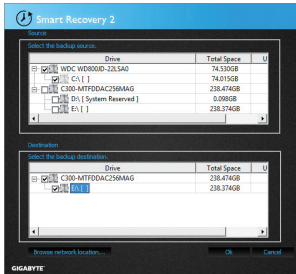 Smart Recovery 2
Source
Select the backup source.
Drive Total Space U
WDC WD800JD-22LSA0 74.530GB
C:\ [ ] 74.015GB
C300-MTFDDAC256MAG 238.474GB
D:\ [ System Reserved ] 0.098GB
E:\ [ ] 238.374GB
Destination
Select the backup destination.
Drive Total Space U
C300-MTFDDAC256MAG 238.474GB
E:\ [ ] 238.374GB
Browse network location.... Ok Cancel
GIGABYTE